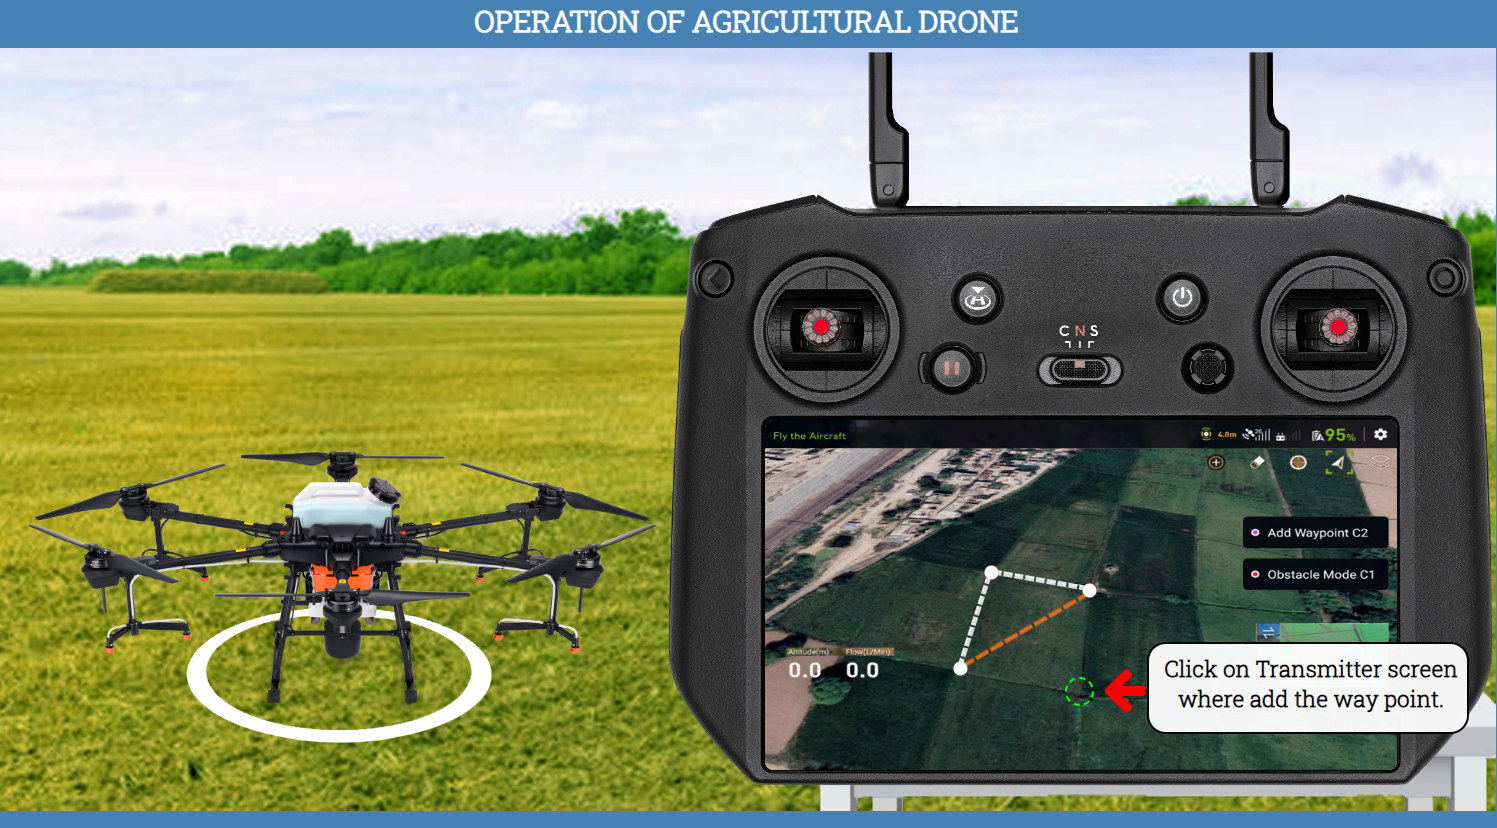 OPERATION OF AGRICULTURAL DRONE
C N S
Fly the Aircraft
4.0m
26
95%
Add Waypoint C2
Obstacle Mode C1
Altitude(m) Flow(L/Min)
0.0 0.0
Click on Transmitter screen
where add the way point.